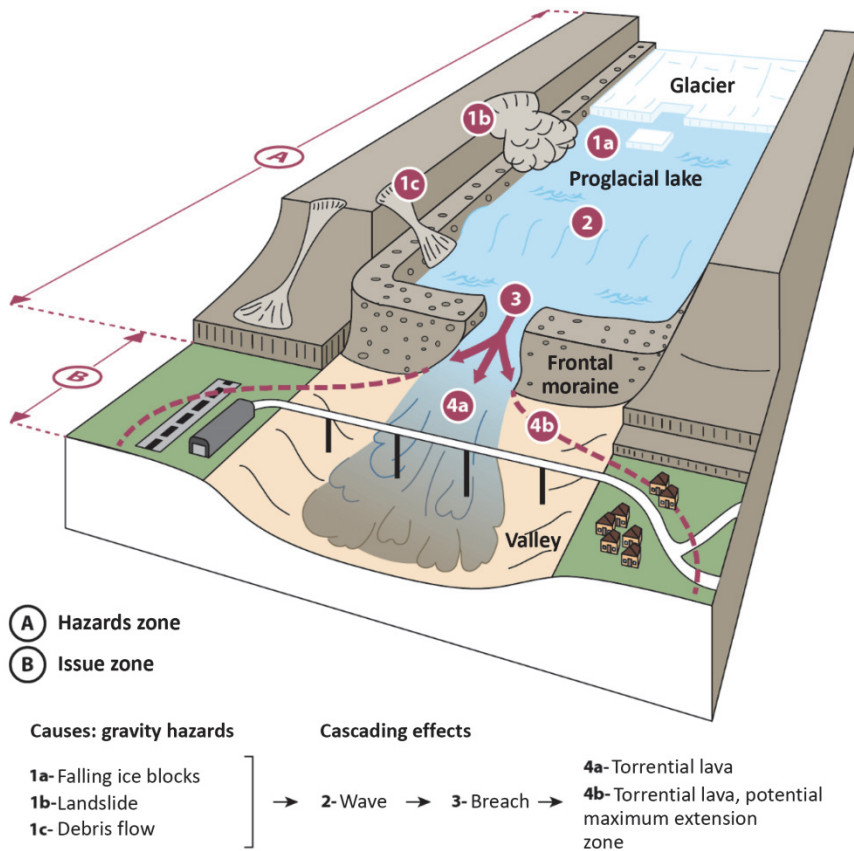 Glacier
1b
1a
A
1c
Proglacial lake
2
3
Frontal
moraine
B
4a
4b
Valley
A Hazards zone
B Issue zone
Causes: gravity hazards
Cascading effects
1a- Falling ice blocks
1b- Landslide
1c- Debris flow
2- Wave
3- Breach
4a- Torrential lava
4b- Torrential lava, potential
maximum extension
zone